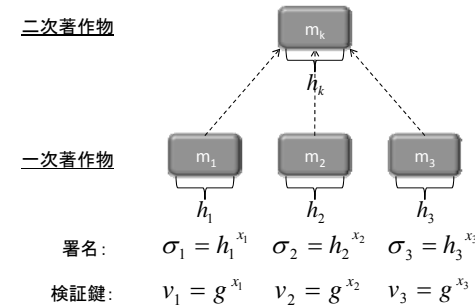 二次著作物
m_k
h_k
一次著作物
m_1 m_2 m_3
h_1 h_2 h_3
署名: σ_1 = h_1^{x_1} σ_2 = h_2^{x_2} σ_3 = h_3^{x_3}
検証鍵: v_1 = g^{x_1} v_2 = g^{x_2} v_3 = g^{x_3}